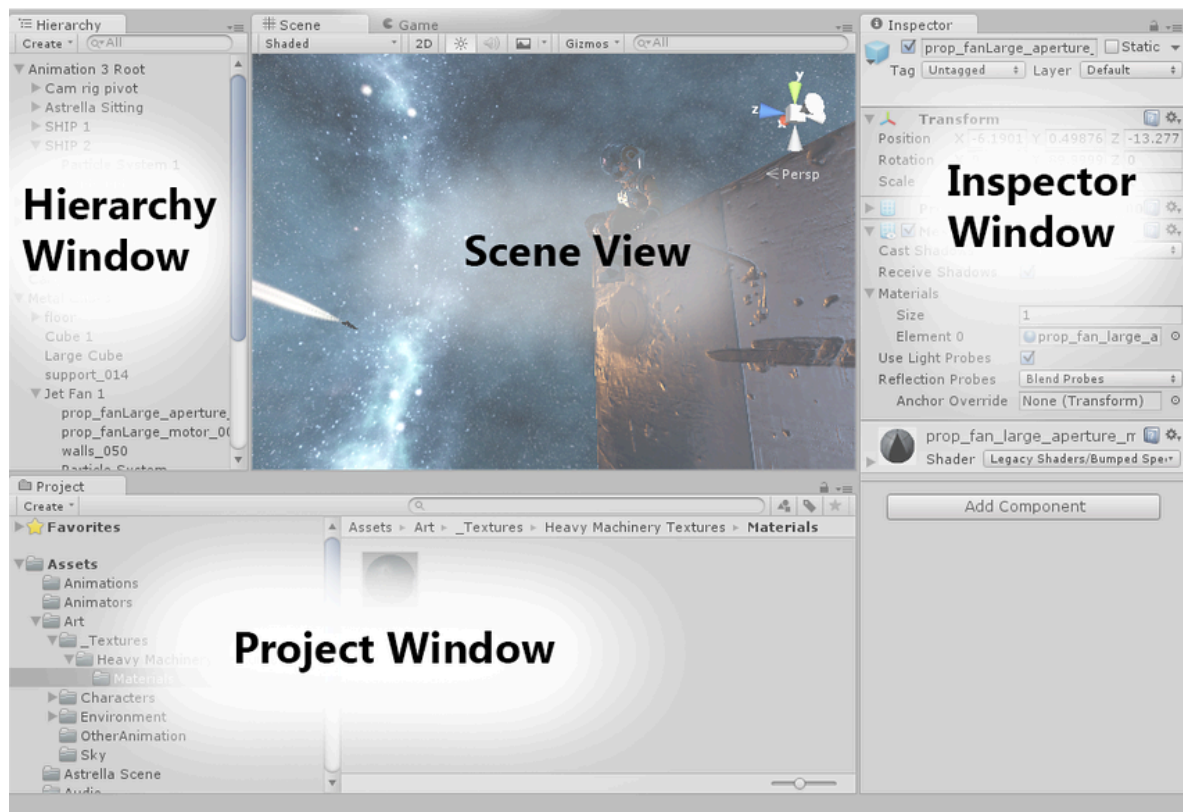 Hierarchy
Create
All
Animation 3 Root
Cam rig pivot
Astrella Sitting
SHIP 1
SHIP 2
Particle System 1
Hierarchy
Window
floor
Cube 1
Large Cube
support_014
Jet Fan 1
prop_fanLarge_aperture_
prop_fanLarge_motor_00
walls_050
Particle System
Scene
Game
Shaded
2D
Gizmos
All
y
z
x
Persp
Scene View
Inspector
prop_fanLarge_aperture_
Static
Tag Untagged Layer Default
Transform
Position X -6.1901 Y 0.49876 Z -13.277
Rotation Z 0
Scale
Inspector
Window
Cast Shadows
Receive Shadows
Materials
Size 1
Element 0 prop_fan_large_a
Use Light Probes
Reflection Probes Blend Probes
Anchor Override None (Transform)
prop_fan_large_aperture_m
Shader Legacy Shaders/Bumped Spe
Add Component
Project
Create
Favorites
Assets
Animations
Animators
Art
_Textures
Heavy Machinery
Materials
Characters
Environment
OtherAnimation
Sky
Astrella Scene
Audio
Assets Art _Textures Heavy Machinery Textures Materials
Project Window